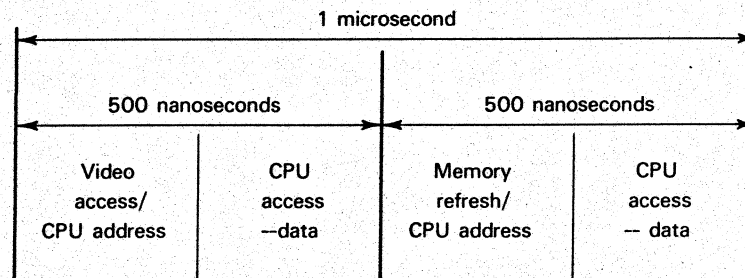 1 microsecond
500 nanoseconds
500 nanoseconds
Video
access/
CPU address
CPU
access
--data
Memory
refresh/
CPU address
CPU
access
-- data